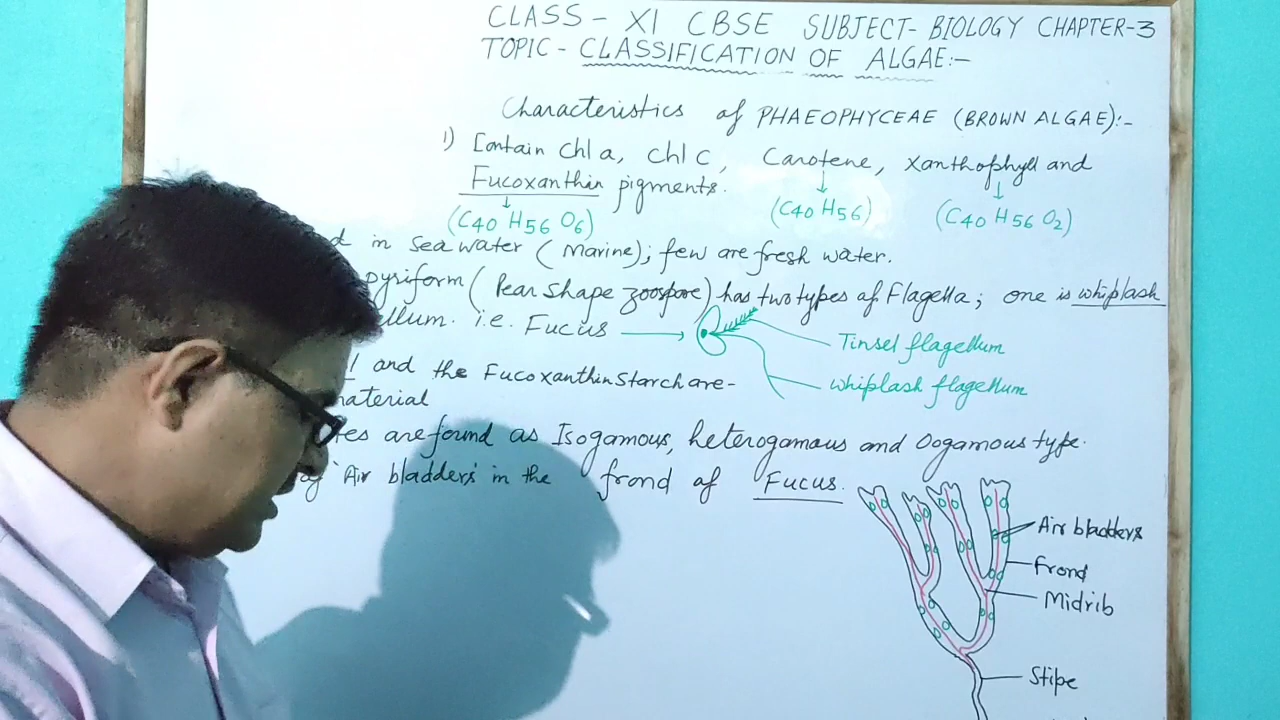 CLASS - XI CBSE SUBJECT- BIOLOGY CHAPTER-3
TOPIC - CLASSIFICATION OF ALGAE:-
Characteristics of PHAEOPHYCEAE (BROWN ALGAE):-
1) Contain chl a, chl c, Carotene, Xanthophyll and
Fucoxanthin pigments.
(C40 H56 O6) (C40 H56) (C40 H56 O2)
in sea water (Marine); few are fresh water.
pyriform (Pear shape zoospore) has two types of Flagella; one is whiplash
i.e. Fucus
Tinsel flagellum
whiplash flagellum
and the Fucoxanthin starch are-
are found as Isogamous, heterogamous and Oogamous type.
Air bladders in the frond of Fucus.
Air bladders
Frond
Midrib
Stipe